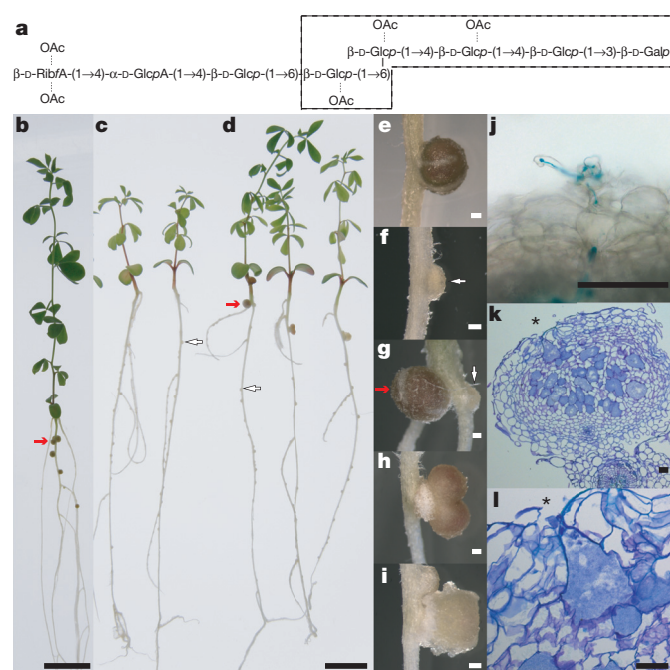 a
OAc OAc
β-D-Glcp-(1→4)-β-D-Glcp-(1→4)-β-D-Glcp-(1→3)-β-D-Galp
OAc
β-D-RibfA-(1→4)-α-D-GlcpA-(1→4)-β-D-Glcp-(1→6)-β-D-Glcp-(1→6)
OAc OAc
b
c
d
e
f
g
h
i
j
k
*
l
*